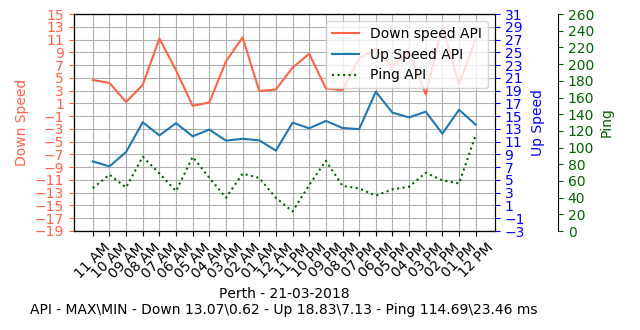 Down Speed
15
13
11
9
7
5
3
1
−1
−3
−5
−7
−9
−11
−13
−15
−17
−19
Down speed API
Up Speed API
Ping API
31
29
27
25
23
21
19
17
15
13
11
9
7
5
3
1
−1
−3
Up Speed
260
240
220
200
180
160
140
120
100
80
60
40
20
0
Ping
11 AM
10 AM
09 AM
08 AM
07 AM
06 AM
05 AM
04 AM
03 AM
02 AM
01 AM
12 AM
11 PM
10 PM
09 PM
08 PM
07 PM
06 PM
05 PM
04 PM
03 PM
02 PM
01 PM
12 PM
Perth - 21-03-2018
API - MAX\MIN - Down 13.07\0.62 - Up 18.83\7.13 - Ping 114.69\23.46 ms